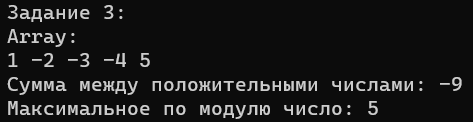 Задание 3:
Array:
1 -2 -3 -4 5
Сумма между положительными числами: -9
Максимальное по модулю число: 5